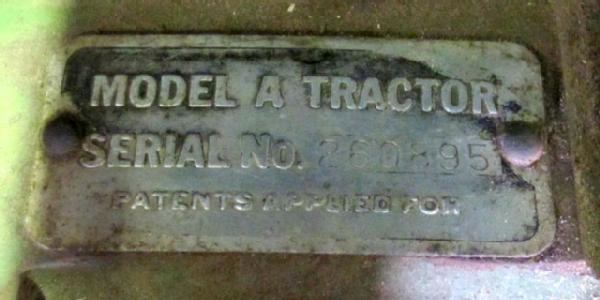 MODEL A TRACTOR
SERIAL NO.
PATENTS APPLIED FOR